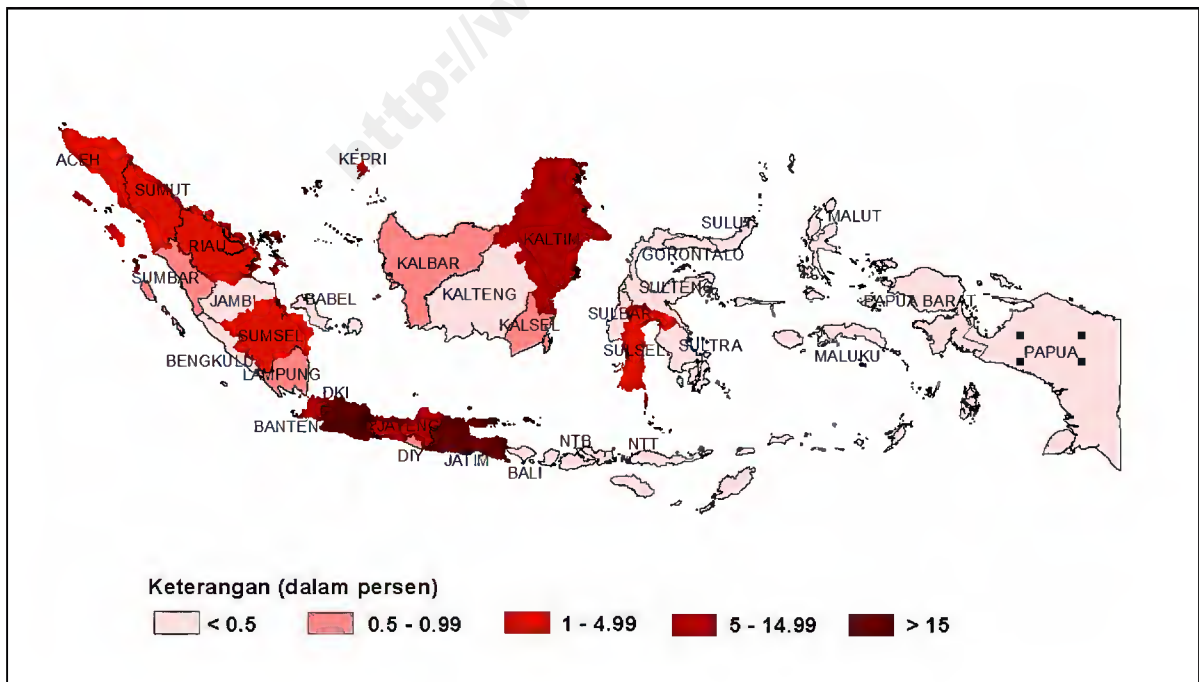 http://w
ACEH
SUMUT
KEPRI
RIAU
SUMBAR
JAMBI
BABEL
SUMSEL
BENGKULU
LAMPUNG
KALBAR
KALTIM
KALTENG
KALSEL
SULUT
MALUT
GORONTALO
SULTENG
SULBAR
SULSEL
SULTRA
MALUKU
PAPUA BARAT
PAPUA
DKI
BANTEN
JATENG
DIY
JATIM
BALI
NTB
NTT
Keterangan (dalam persen)
< 0.5
0.5 - 0.99
1 - 4.99
5 - 14.99
> 15